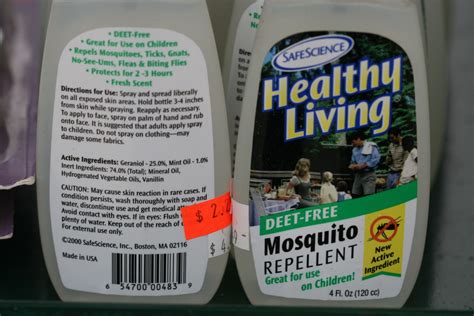 • DEET-Free
• Great for Use on Children!
• Repels Mosquitoes, Ticks, Gnats,
No-See-Ums, Fleas & Biting Flies
• Protects for 2 -3 Hours
• Fresh Scent
Directions for Use: Spray and spread liberally
on all exposed skin areas. Hold bottle 3-4 inches
from skin while spraying. Reapply as necessary.
To apply to face, spray on palm of hand and rub
onto face. It is suggested that adults apply spray
to children. Do not spray on clothing—may
damage some fabrics.
Active Ingredients: Geraniol - 25.0%, Mint Oil - 1.0%
Inert Ingredients: 74.0% (Total); Mineral Oil,
Hydrogenated Vegetable Oils, Vanillin
CAUTION: May cause skin reaction in rare cases. If
condition persists, wash thoroughly with soap and
water, discontinue use and get medical
Avoid contact with eyes. If in eyes: Flush
Keep out of reach of children.
For external use only.
©2000 SafeScience, Inc., Boston, MA 02116
Made in USA
6 54700 00483 9
$ 2.
SAFESCIENCE
Healthy
Living
DEET-FREE
Mosquito
REPELLENT
Great for use
on Children!
4 Fl. Oz (120 cc)
New
Active
Ingredient